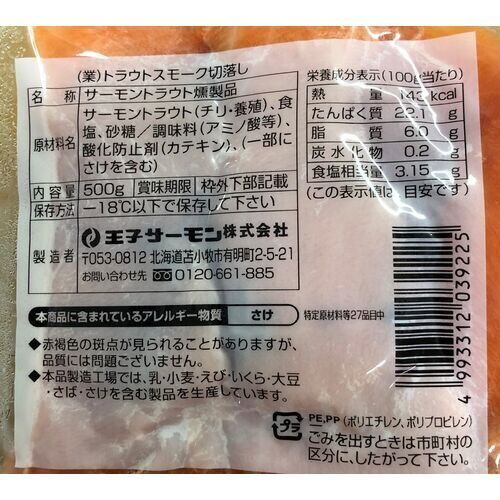 (業)トラウトスモーク切落し
名 称 サーモントラウト燻製品
原材料名 サーモントラウト(チリ・養殖)、食塩、砂糖/調味料(アミノ酸等)、酸化防止剤(カテキン)、(一部にさけを含む)
内容量 500g 賞味期限 枠外下部記載
保存方法 -18℃以下で保存して下さい
製造者 王子サーモン株式会社
〒053-0812 北海道苫小牧市有明町2-5-21
お問い合わせ先 0120-661-885
栄養成分表示(100g当たり)
熱 量 143 kcal
たんぱく質 22.1 g
脂 質 6.0 g
炭水化物 0.2 g
食塩相当量 3.15 g
(この表示値は、目安です)
本商品に含まれているアレルギー物質 さけ 特定原材料等27品目中
◆赤褐色の斑点が見られることがありますが、
品質には問題ございません。
◆本品製造工場では、乳・小麦・えび・いくら・大豆
・さば・さけを含む製品を生産しています。
4 993312 039225
プラ
PE,PP (ポリエチレン、ポリプロピレン)
ごみを出すときは市町村の
区分に、したがって下さい。